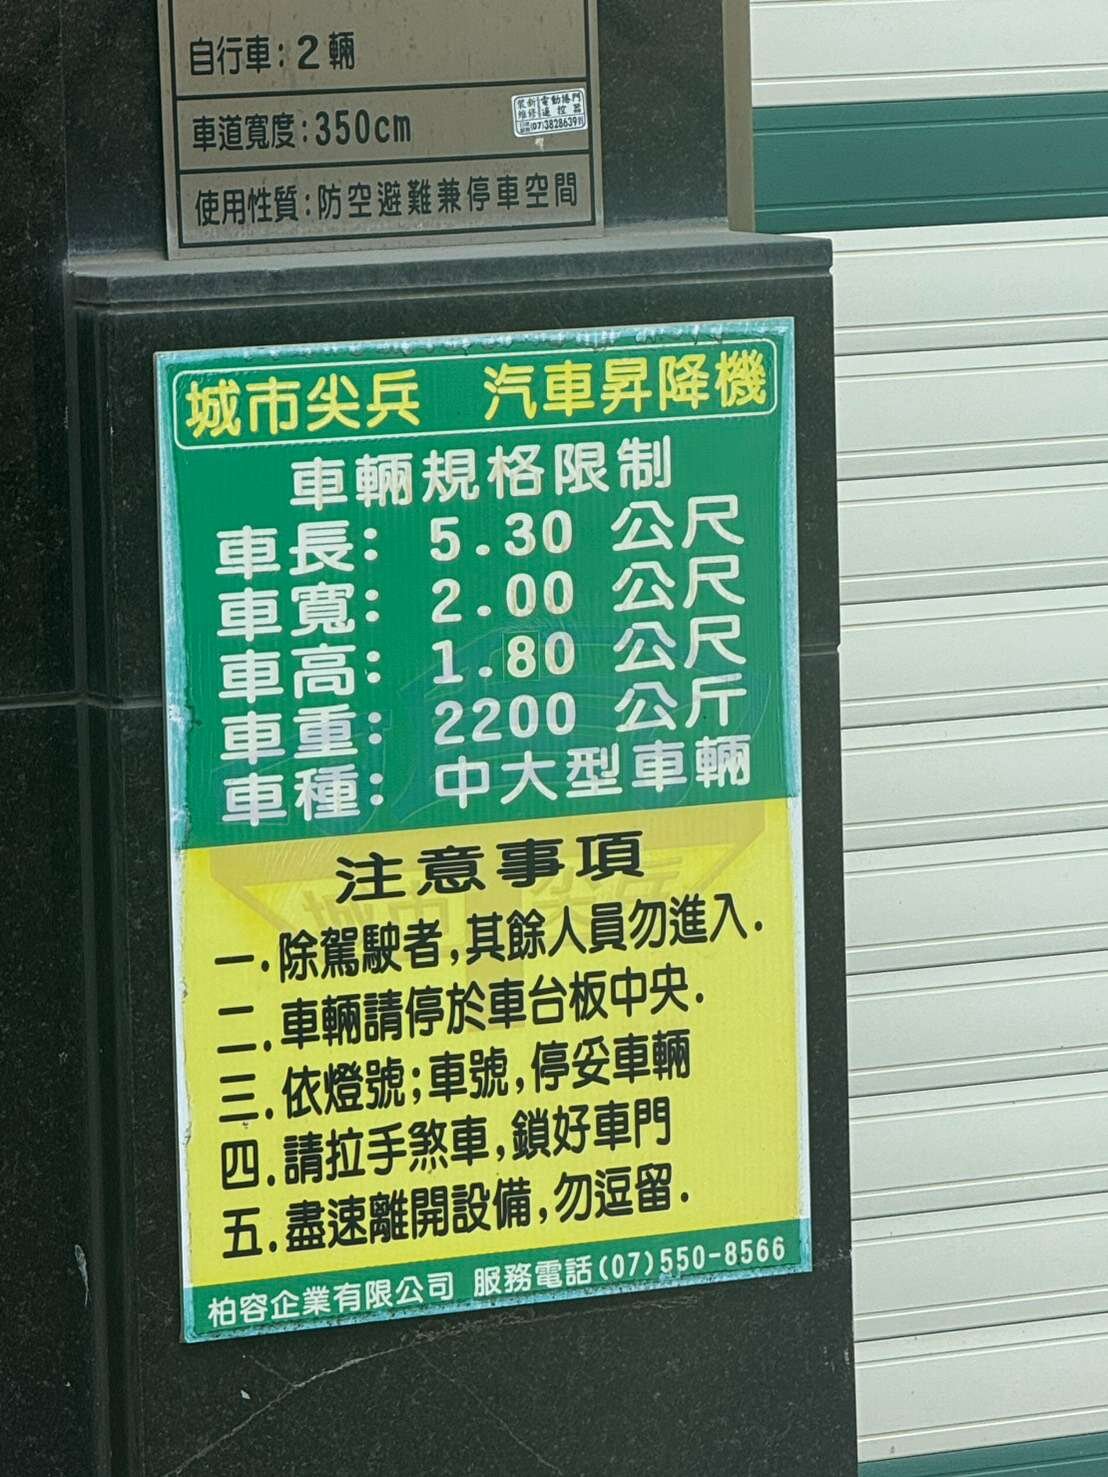 自行車:2輛
車道寬度:350cm
使用性質:防空避難兼停車空間
城市尖兵 汽車昇降機
車輛規格限制
車長: 5.30 公尺
車寬: 2.00 公尺
車高: 1.80 公尺
車重: 2200 公斤
車種: 中大型車輛
注意事項
一.除駕駛者,其餘人員勿進入.
二.車輛請停於車台板中央.
三.依燈號;車號,停妥車輛
四.請拉手煞車,鎖好車門
五.盡速離開設備,勿逗留.
柏容企業有限公司 服務電話(07)550-8566